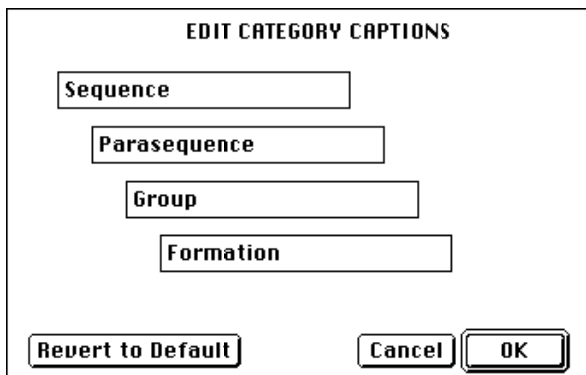 EDIT CATEGORY CAPTIONS
Sequence
Parasequence
Group
Formation
Revert to Default Cancel OK